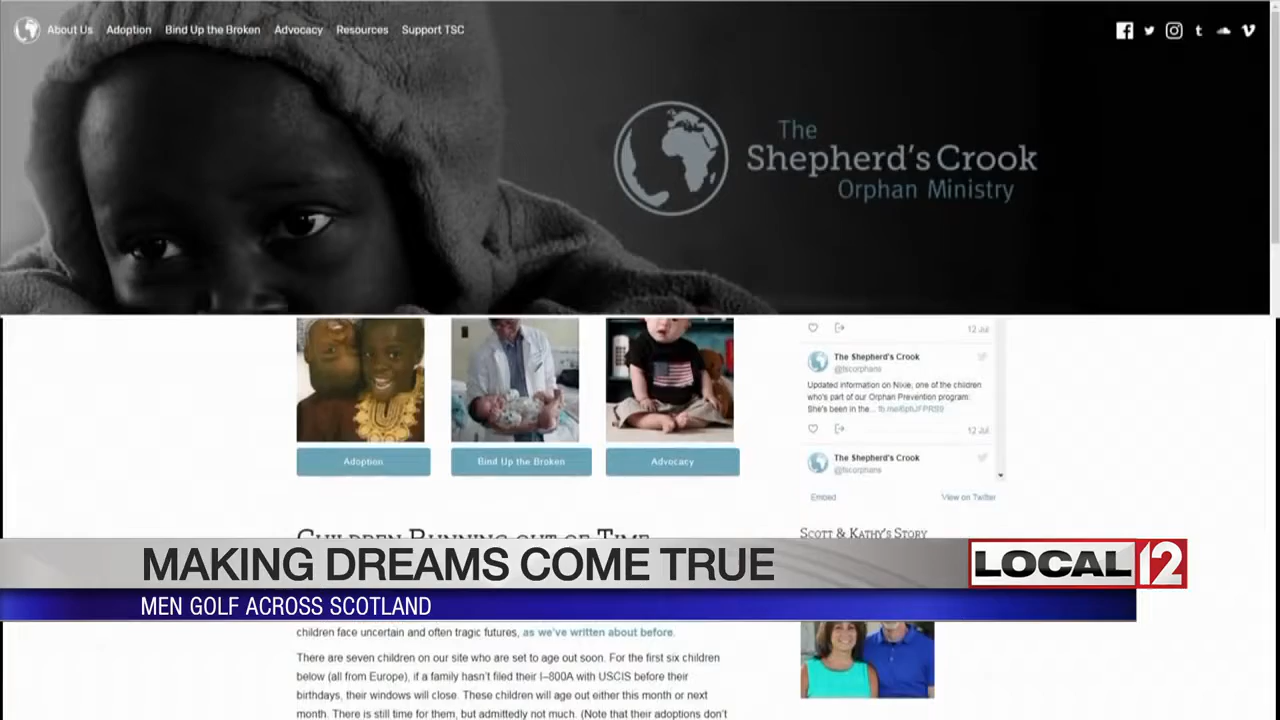 About Us Adoption Bind Up the Broken Advocacy Resources Support TSC
The
Shepherd's Crook
Orphan Ministry
12 Jul
The Shepherd's Crook
@tscorphans
Updated information on Nixie, one of the children
who's part of our Orphan Prevention program:
She's been in the...
12 Jul
The Shepherd's Crook
@tscorphans
Embed View on Twitter
Adoption
Bind Up the Broken
Advocacy
Children Running out of Time
Scott & Kathy's Story
MAKING DREAMS COME TRUE
MEN GOLF ACROSS SCOTLAND
LOCAL 12
children face uncertain and often tragic futures, as we've written about before.
There are seven children on our site who are set to age out soon. For the first six children
below (all from Europe), if a family hasn't filed their I-800A with USCIS before their
birthdays, their windows will close. These children will age out either this month or next
month. There is still time for them, but admittedly not much. (Note that their adoptions don't